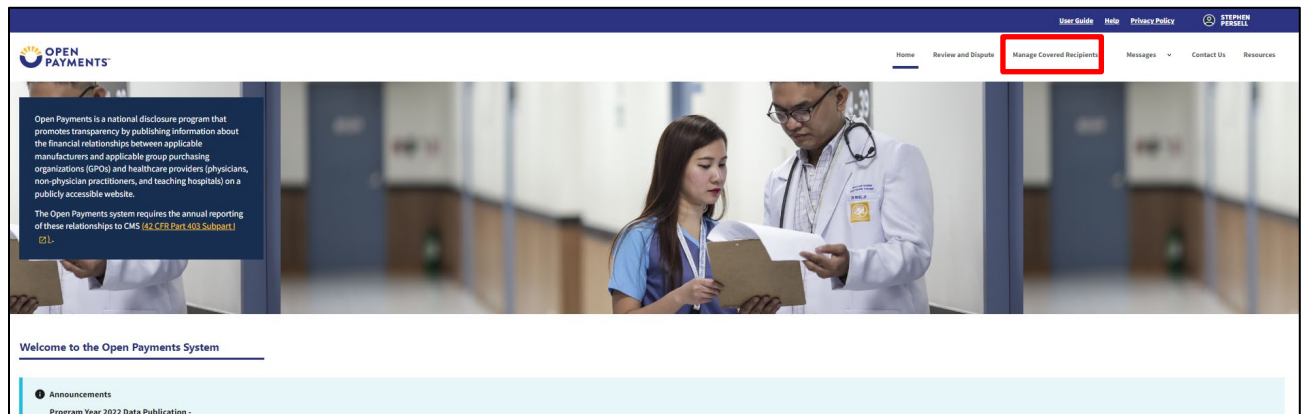 User Guide Help Privacy Policy STEPHEN PERSELL
OPEN
PAYMENTS
Home Review and Dispute Manage Covered Recipients Messages Contact Us Resources
Open Payments is a national disclosure program that
promotes transparency by publishing information about
the financial relationships between applicable
manufacturers and applicable group purchasing
organizations (GPOs) and healthcare providers (physicians,
non-physician practitioners, and teaching hospitals) on a
publicly accessible website.
The Open Payments system requires the annual reporting
of these relationships to CMS (42 CFR Part 403 Subpart I
).
Welcome to the Open Payments System
Announcements
Program Year 2022 Data Publication -